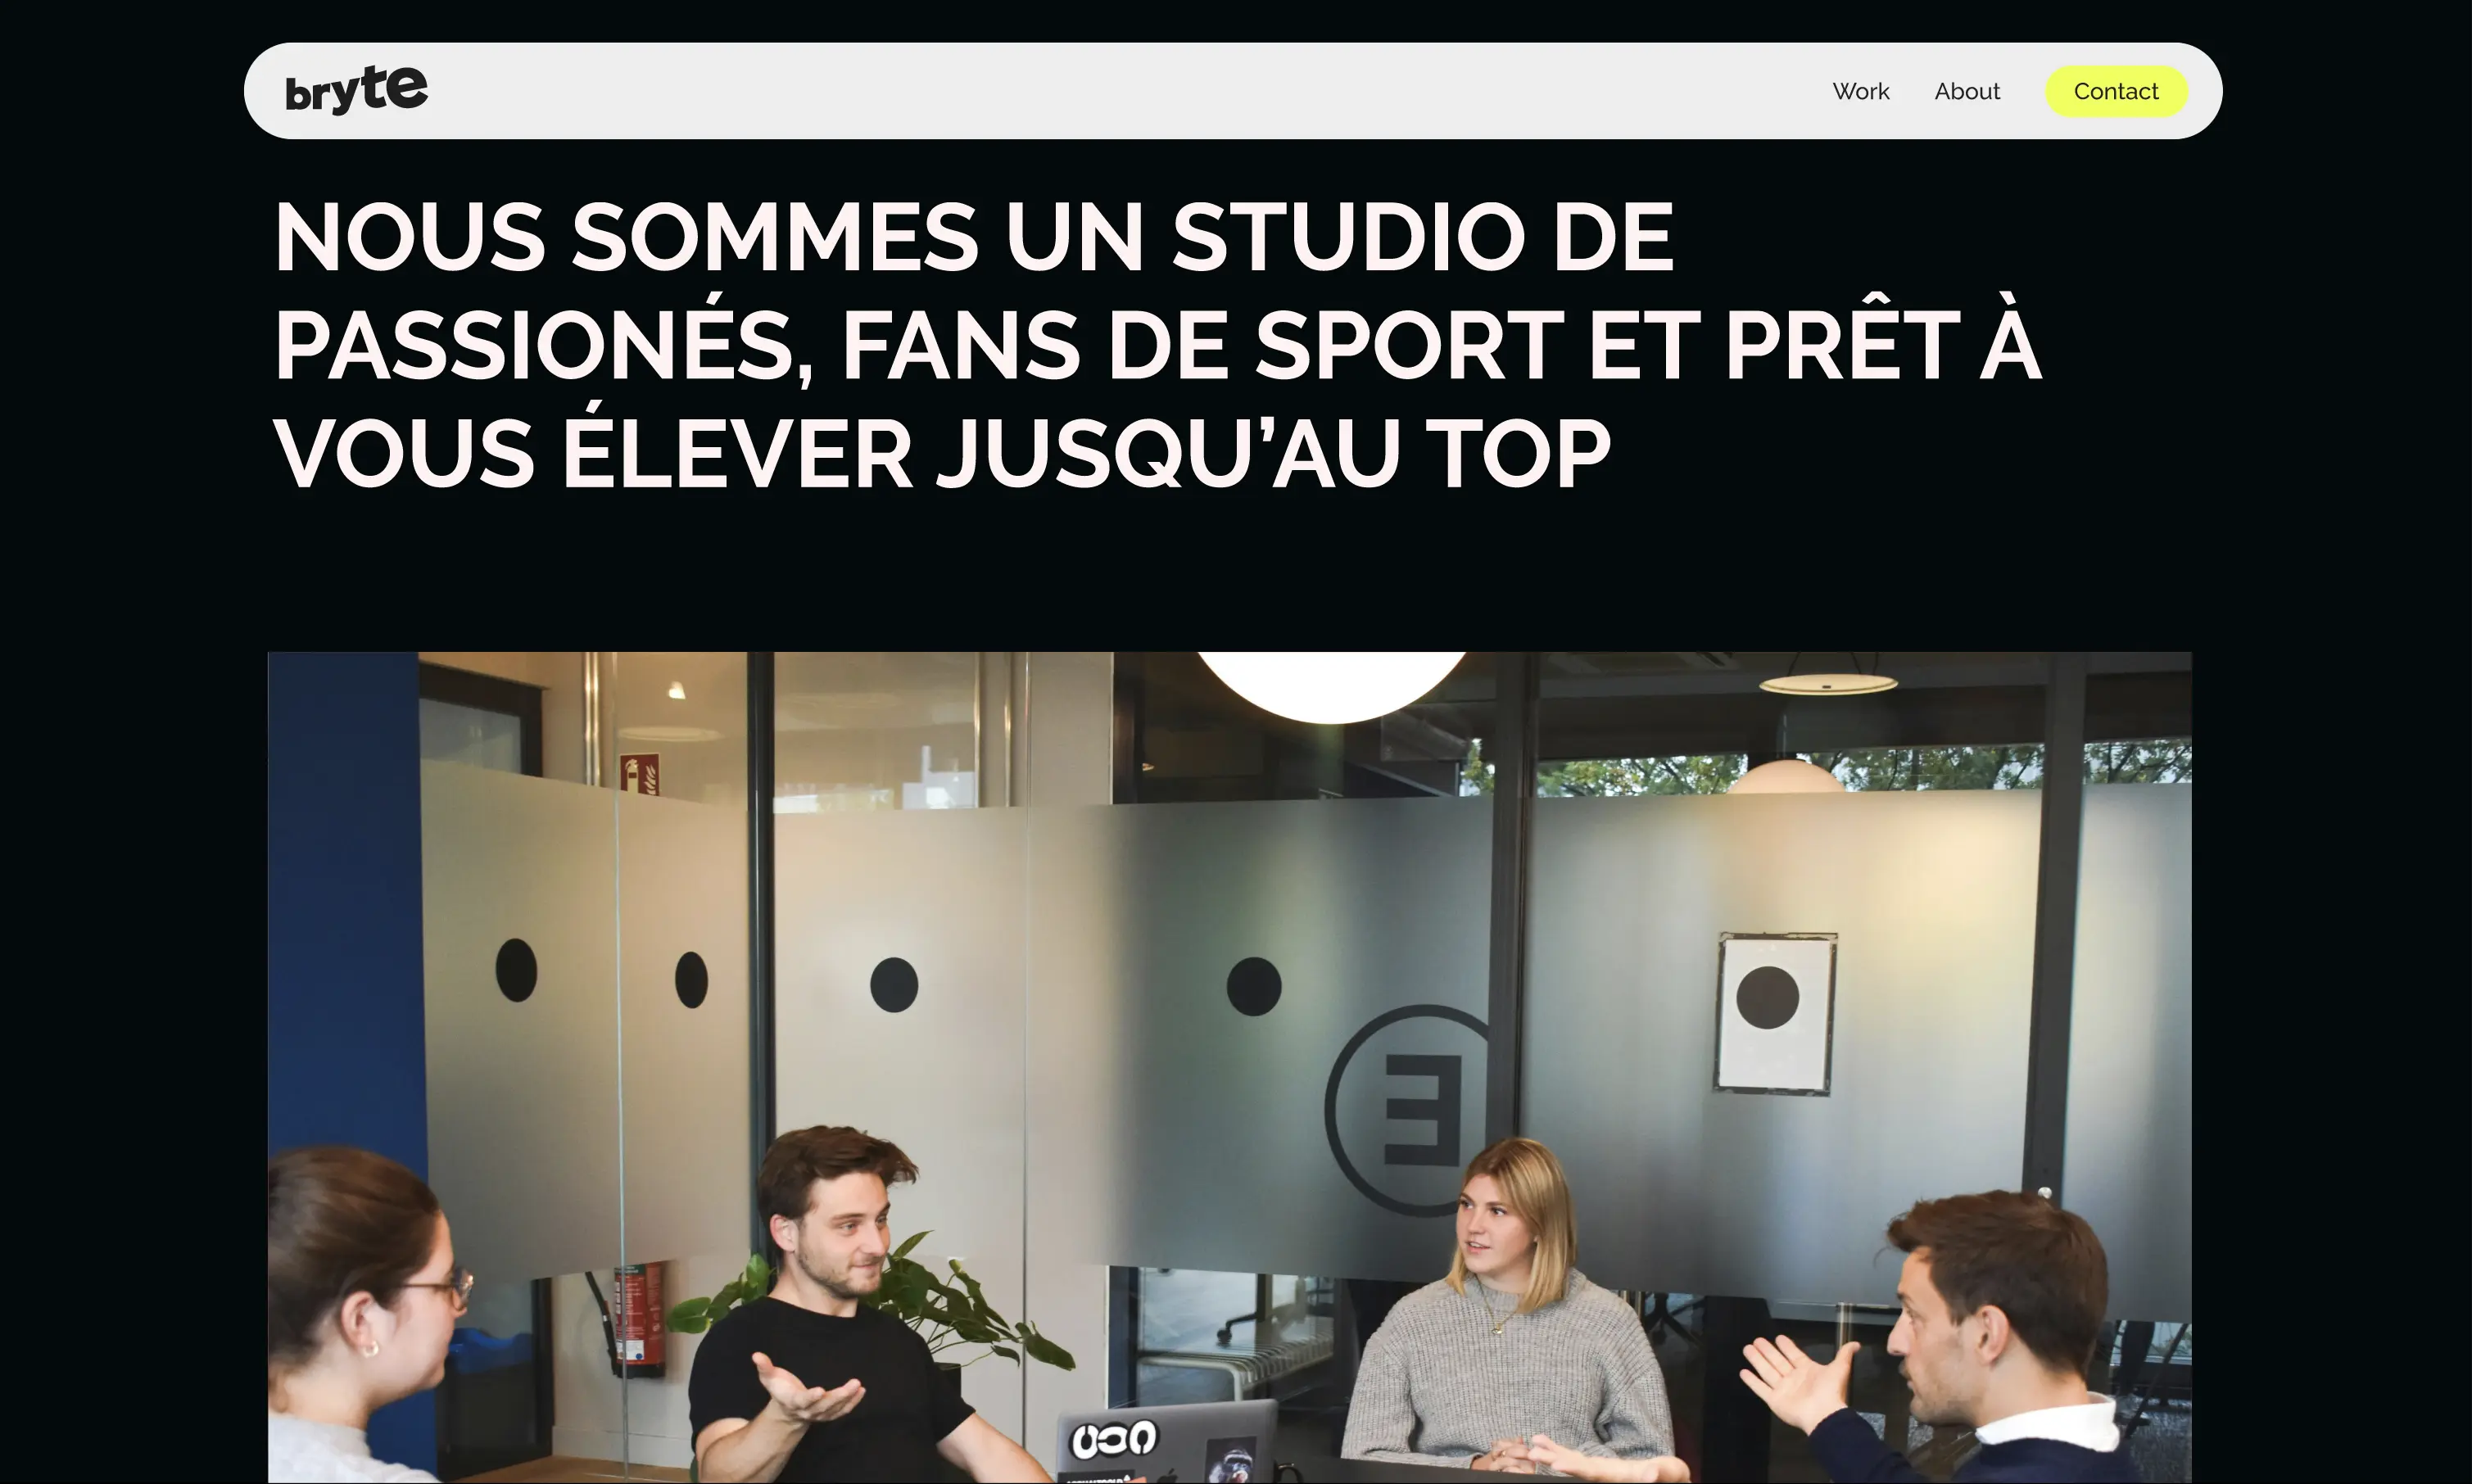 bryte
Work
About
Contact
NOUS SOMMES UN STUDIO DE
PASSIONÉS, FANS DE SPORT ET PRÊT À
VOUS ÉLEVER JUSQU’AU TOP
E